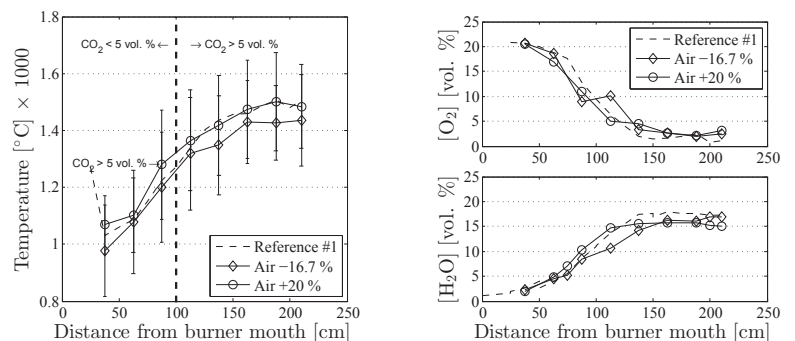 1.8
1.6
1.4
1.2
1
0.8
Temperature [°C] × 1000
CO2 < 5 vol. % ← → CO2 > 5 vol. %
CO2 > 5 vol. % →
Reference #1
Air −16.7 %
Air +20 %
0 50 100 150 200 250
Distance from burner mouth [cm]
25
20
15
10
5
0
[O2] [vol. %]
Reference #1
Air −16.7 %
Air +20 %
0 50 100 150 200 250
25
20
15
10
5
0
[H2O] [vol. %]
Reference #1
Air −16.7 %
Air +20 %
0 50 100 150 200 250
Distance from burner mouth [cm]